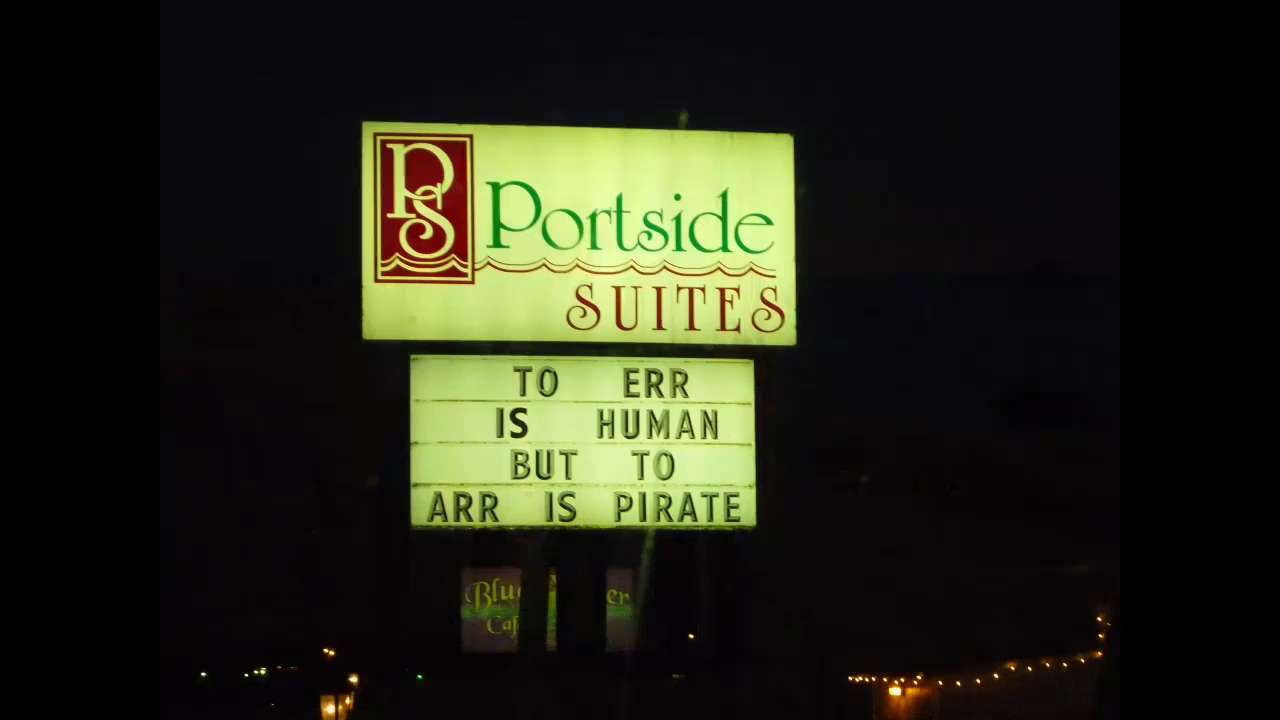 PS Portside
SUITES
TO ERR
IS HUMAN
BUT TO
ARR IS PIRATE